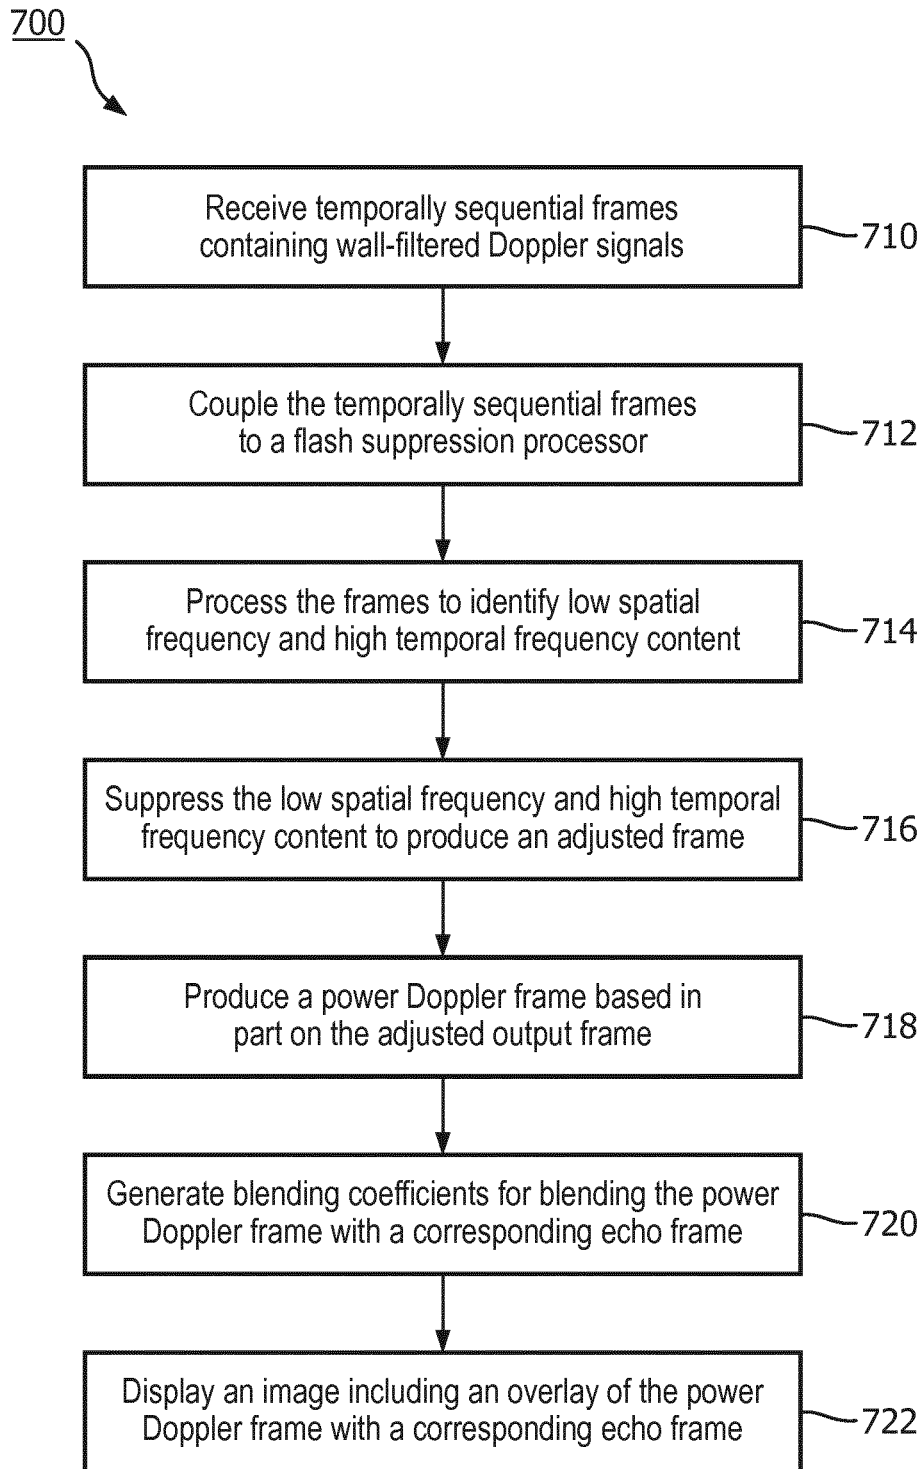 700
Receive temporally sequential frames
containing wall-filtered Doppler signals
710
Couple the temporally sequential frames
to a flash suppression processor
712
Process the frames to identify low spatial
frequency and high temporal frequency content
714
Suppress the low spatial frequency and high temporal
frequency content to produce an adjusted frame
716
Produce a power Doppler frame based in
part on the adjusted output frame
718
Generate blending coefficients for blending the power
Doppler frame with a corresponding echo frame
720
Display an image including an overlay of the power
Doppler frame with a corresponding echo frame
722